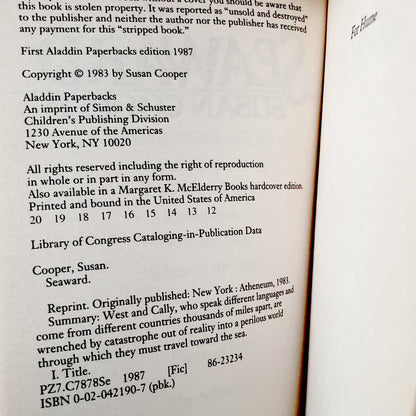 this book is stolen property. It was reported as "unsold and destroyed"
to the publisher and neither the author nor the publisher has received
any payment for this "stripped book."
First Aladdin Paperbacks edition 1987
Copyright © 1983 by Susan Cooper
Aladdin Paperbacks
An imprint of Simon & Schuster
Children's Publishing Division
1230 Avenue of the Americas
New York, NY 10020
All rights reserved including the right of reproduction
in whole or in part in any form.
Also available in a Margaret K. McElderry Books hardcover edition.
Printed and bound in the United States of America
20 19 18 17 16 15 14 13 12
Library of Congress Cataloging-in-Publication Data
Cooper, Susan.
Seaward.
Reprint. Originally published: New York : Atheneum, 1983.
Summary: West and Cally, who speak different languages and
come from different countries thousands of miles apart, are
wrenched by catastrophe out of reality into a perilous world
through which they must travel toward the sea.
I. Title.
PZ7.C7878Se 1987 [Fic] 86-23234
ISBN 0-02-042190-7 (pbk.)
For Hume